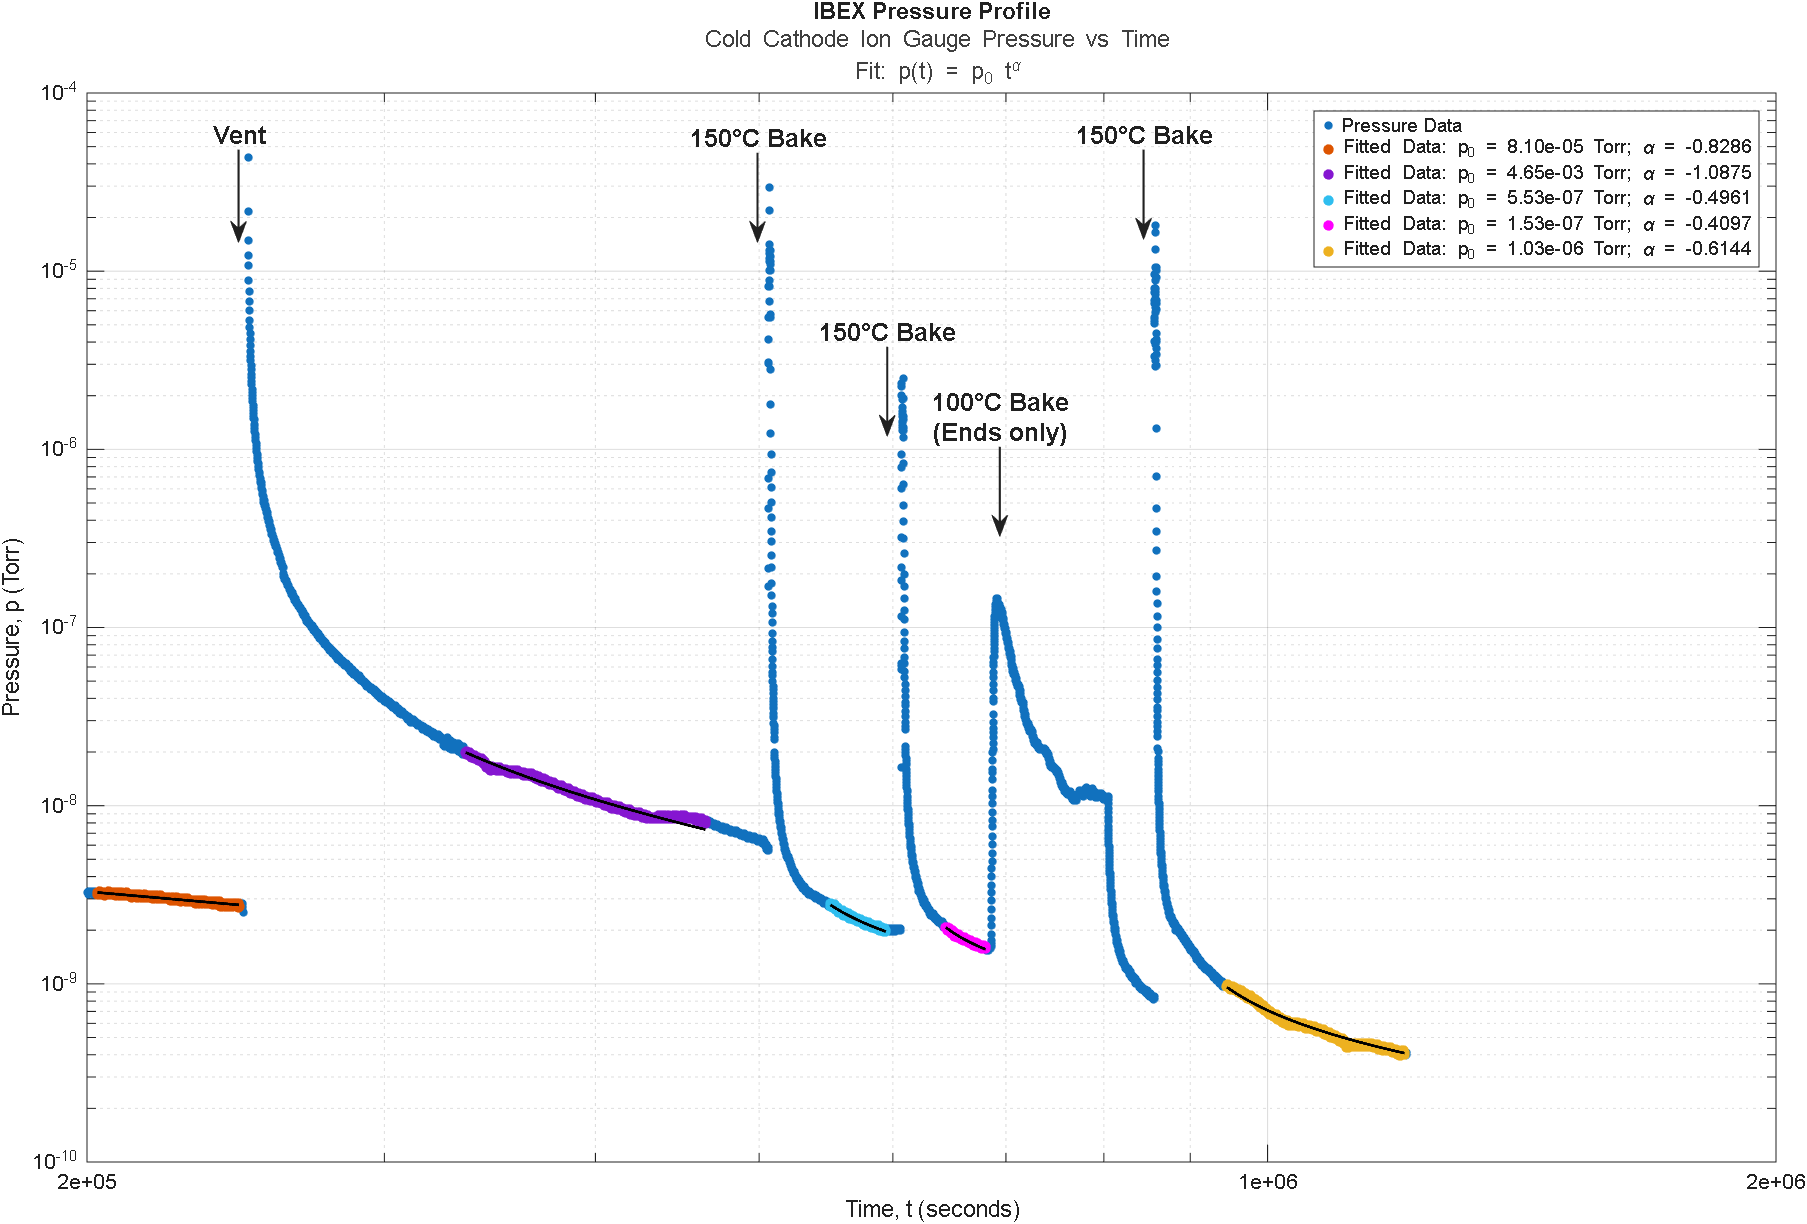 IBEX Pressure Profile
Cold Cathode Ion Gauge Pressure vs Time
Fit: p(t) = p₀ t^α
Vent
150°C Bake
150°C Bake
150°C Bake
100°C Bake
(Ends only)
Pressure Data
Fitted Data: p₀ = 8.10e-05 Torr; α = -0.8286
Fitted Data: p₀ = 4.65e-03 Torr; α = -1.0875
Fitted Data: p₀ = 5.53e-07 Torr; α = -0.4961
Fitted Data: p₀ = 1.53e-07 Torr; α = -0.4097
Fitted Data: p₀ = 1.03e-06 Torr; α = -0.6144
Pressure, p (Torr)
10⁻⁴
10⁻⁵
10⁻⁶
10⁻⁷
10⁻⁸
10⁻⁹
10⁻¹⁰
2e+05
1e+06
2e+06
Time, t (seconds)